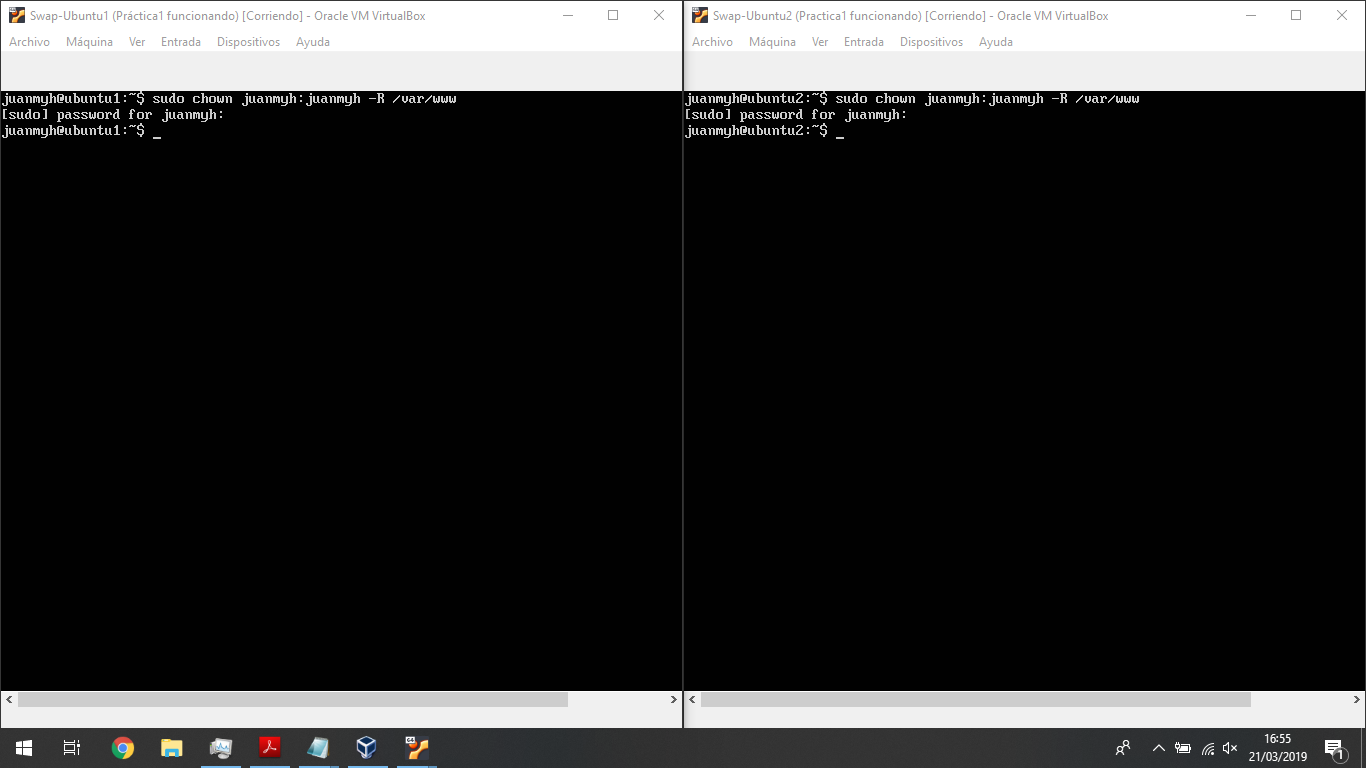 Swap-Ubuntu1 (Práctica1 funcionando) [Corriendo] - Oracle VM VirtualBox
Archivo Máquina Ver Entrada Dispositivos Ayuda
juanmyh@ubuntu1:~$ sudo chown juanmyh:juanmyh -R /var/www
[sudo] password for juanmyh:
juanmyh@ubuntu1:~$ _
Swap-Ubuntu2 (Practica1 funcionando) [Corriendo] - Oracle VM VirtualBox
Archivo Máquina Ver Entrada Dispositivos Ayuda
juanmyh@ubuntu2:~$ sudo chown juanmyh:juanmyh -R /var/www
[sudo] password for juanmyh:
juanmyh@ubuntu2:~$ _
64
16:55
21/03/2019
1